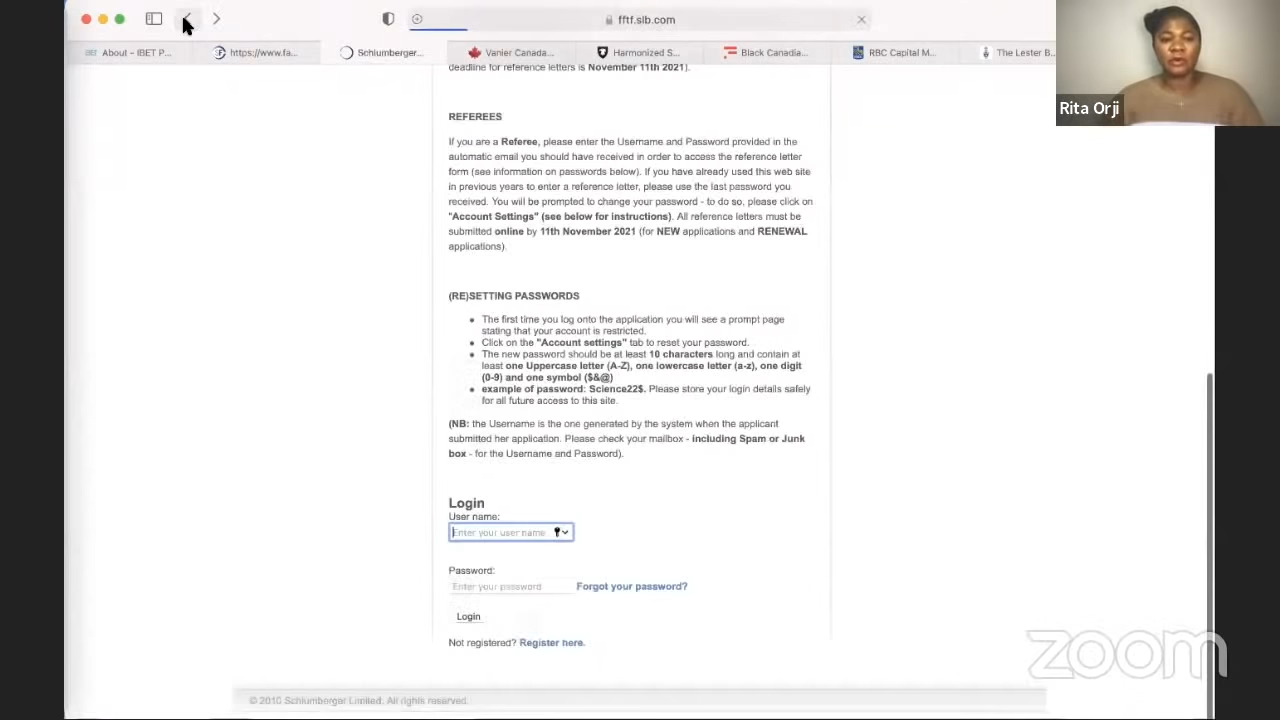 fftf.slb.com
About – IBET P...
https://www.fa...
Schlumberger...
Vanier Canada...
Harmonized S...
Black Canadia...
RBC Capital M...
The Lester B.
Rita Orji
deadline for reference letters is November 11th 2021).
REFEREES
If you are a Referee, please enter the Username and Password provided in the
automatic email you should have received in order to access the reference letter
form (see information on passwords below). If you have already used this web site
in previous years to enter a reference letter, please use the last password you
received. You will be prompted to change your password - to do so, please click on
"Account Settings" (see below for instructions). All reference letters must be
submitted online by 11th November 2021 (for NEW applications and RENEWAL
applications).
(RE)SETTING PASSWORDS
The first time you log onto the application you will see a prompt page
stating that your account is restricted.
Click on the "Account settings" tab to reset your password.
The new password should be at least 10 characters long and contain at
least one Uppercase letter (A-Z), one lowercase letter (a-z), one digit
(0-9) and one symbol ($&@)
example of password: Science22$. Please store your login details safely
for all future access to this site.
(NB: the Username is the one generated by the system when the applicant
submitted her application. Please check your mailbox - including Spam or Junk
box - for the Username and Password).
Login
User name:
Enter your user name
Password:
Enter your password Forgot your password?
Login
Not registered? Register here.
© 2010 Schlumberger Limited. All rights reserved.
zoom